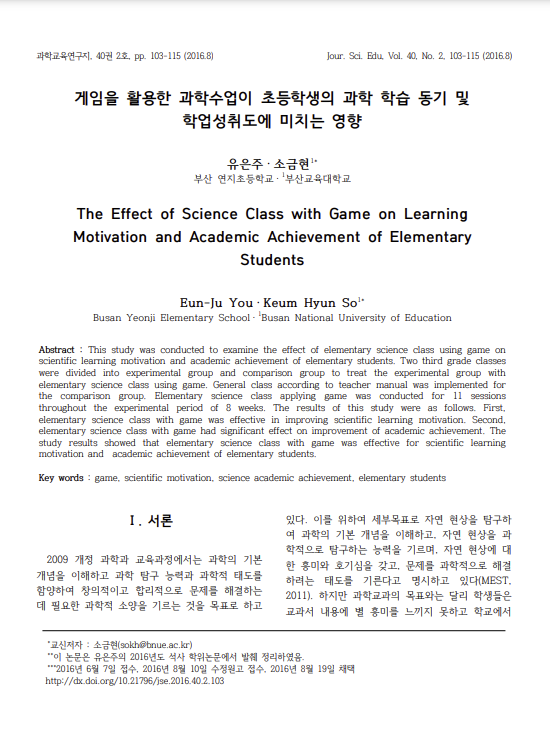 과학교육연구지, 40권 2호, pp. 103-115 (2016.8)
Jour. Sci. Edu, Vol. 40, No. 2, 103-115 (2016.8)
게임을 활용한 과학수업이 초등학생의 과학 학습 동기 및
학업성취도에 미치는 영향
유은주·소금현¹*
부산 연지초등학교·¹부산교육대학교
The Effect of Science Class with Game on Learning
Motivation and Academic Achievement of Elementary
Students
Eun-Ju You·Keum Hyun So¹*
Busan Yeonji Elementary School·¹Busan National University of Education
Abstract : This study was conducted to examine the effect of elementary science class using game on
scientific learning motivation and academic achievement of elementary students. Two third grade classes
were divided into experimental group and comparison group to treat the experimental group with
elementary science class using game. General class according to teacher manual was implemented for
the comparison group. Elementary science class applying game was conducted for 11 sessions
throughout the experimental period of 8 weeks. The results of this study were as follows. First,
elementary science class with game was effective in improving scientific learning motivation. Second,
elementary science class with game had significant effect on improvement of academic achievement. The
study results showed that elementary science class with game was effective for scientific learning
motivation and academic achievement of elementary students.
Key words : game, scientific motivation, science academic achievement, elementary students
Ⅰ. 서론
2009 개정 과학과 교육과정에서는 과학의 기본
개념을 이해하고 과학 탐구 능력과 과학적 태도를
함양하여 창의적이고 합리적으로 문제를 해결하는
데 필요한 과학적 소양을 기르는 것을 목표로 하고
있다. 이를 위하여 세부목표로 자연 현상을 탐구하
여 과학의 기본 개념을 이해하고, 자연 현상을 과
학적으로 탐구하는 능력을 기르며, 자연 현상에 대
한 흥미와 호기심을 갖고, 문제를 과학적으로 해결
하려는 태도를 기른다고 명시하고 있다(MEST,
2011). 하지만 과학교과의 목표와는 달리 학생들은
교과서 내용에 별 흥미를 느끼지 못하고 학교에서
*교신저자 : 소금현(sokh@bnue.ac.kr)
**이 논문은 유은주의 2016년도 석사 학위논문에서 발췌 정리하였음.
***2016년 6월 7일 접수, 2016년 8월 10일 수정원고 접수, 2016년 8월 19일 채택
http://dx.doi.org/10.21796/jse.2016.40.2.103